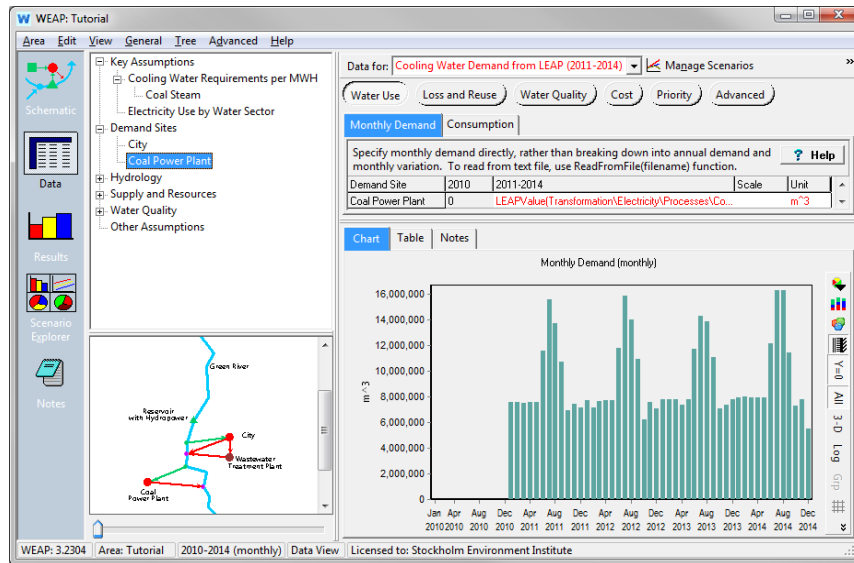 WEAP: Tutorial
Area Edit View General Tree Advanced Help
Schematic
Data
Results
Scenario
Explorer
Notes
Key Assumptions
Cooling Water Requirements per MWH
Coal Steam
Electricity Use by Water Sector
Demand Sites
City
Coal Power Plant
Hydrology
Supply and Resources
Water Quality
Other Assumptions
Green River
Reservoir
with Hydropower
City
Wastewater
Treatment Plant
Coal
Power Plant
Data for: Cooling Water Demand from LEAP (2011-2014) Manage Scenarios »
Water Use Loss and Reuse Water Quality Cost Priority Advanced
Monthly Demand Consumption
Specify monthly demand directly, rather than breaking down into annual demand and
monthly variation. To read from text file, use ReadFromFile(filename) function.
? Help
Demand Site 2010 2011-2014 Scale Unit
Coal Power Plant 0 LEAPValue(Transformation\Electricity\Processes\Co... m^3
Chart Table Notes
Monthly Demand (monthly)
m^3
16,000,000
14,000,000
12,000,000
10,000,000
8,000,000
6,000,000
4,000,000
2,000,000
0
Jan Apr Aug Dec Apr Aug Dec Apr Aug Dec Apr Aug Dec Apr Aug Dec
2010 2010 2010 2010 2011 2011 2011 2012 2012 2012 2013 2013 2013 2014 2014 2014
Y=0
All
3-D
Log
Grp
WEAP: 3.2304 Area: Tutorial 2010-2014 (monthly) Data View Licensed to: Stockholm Environment Institute